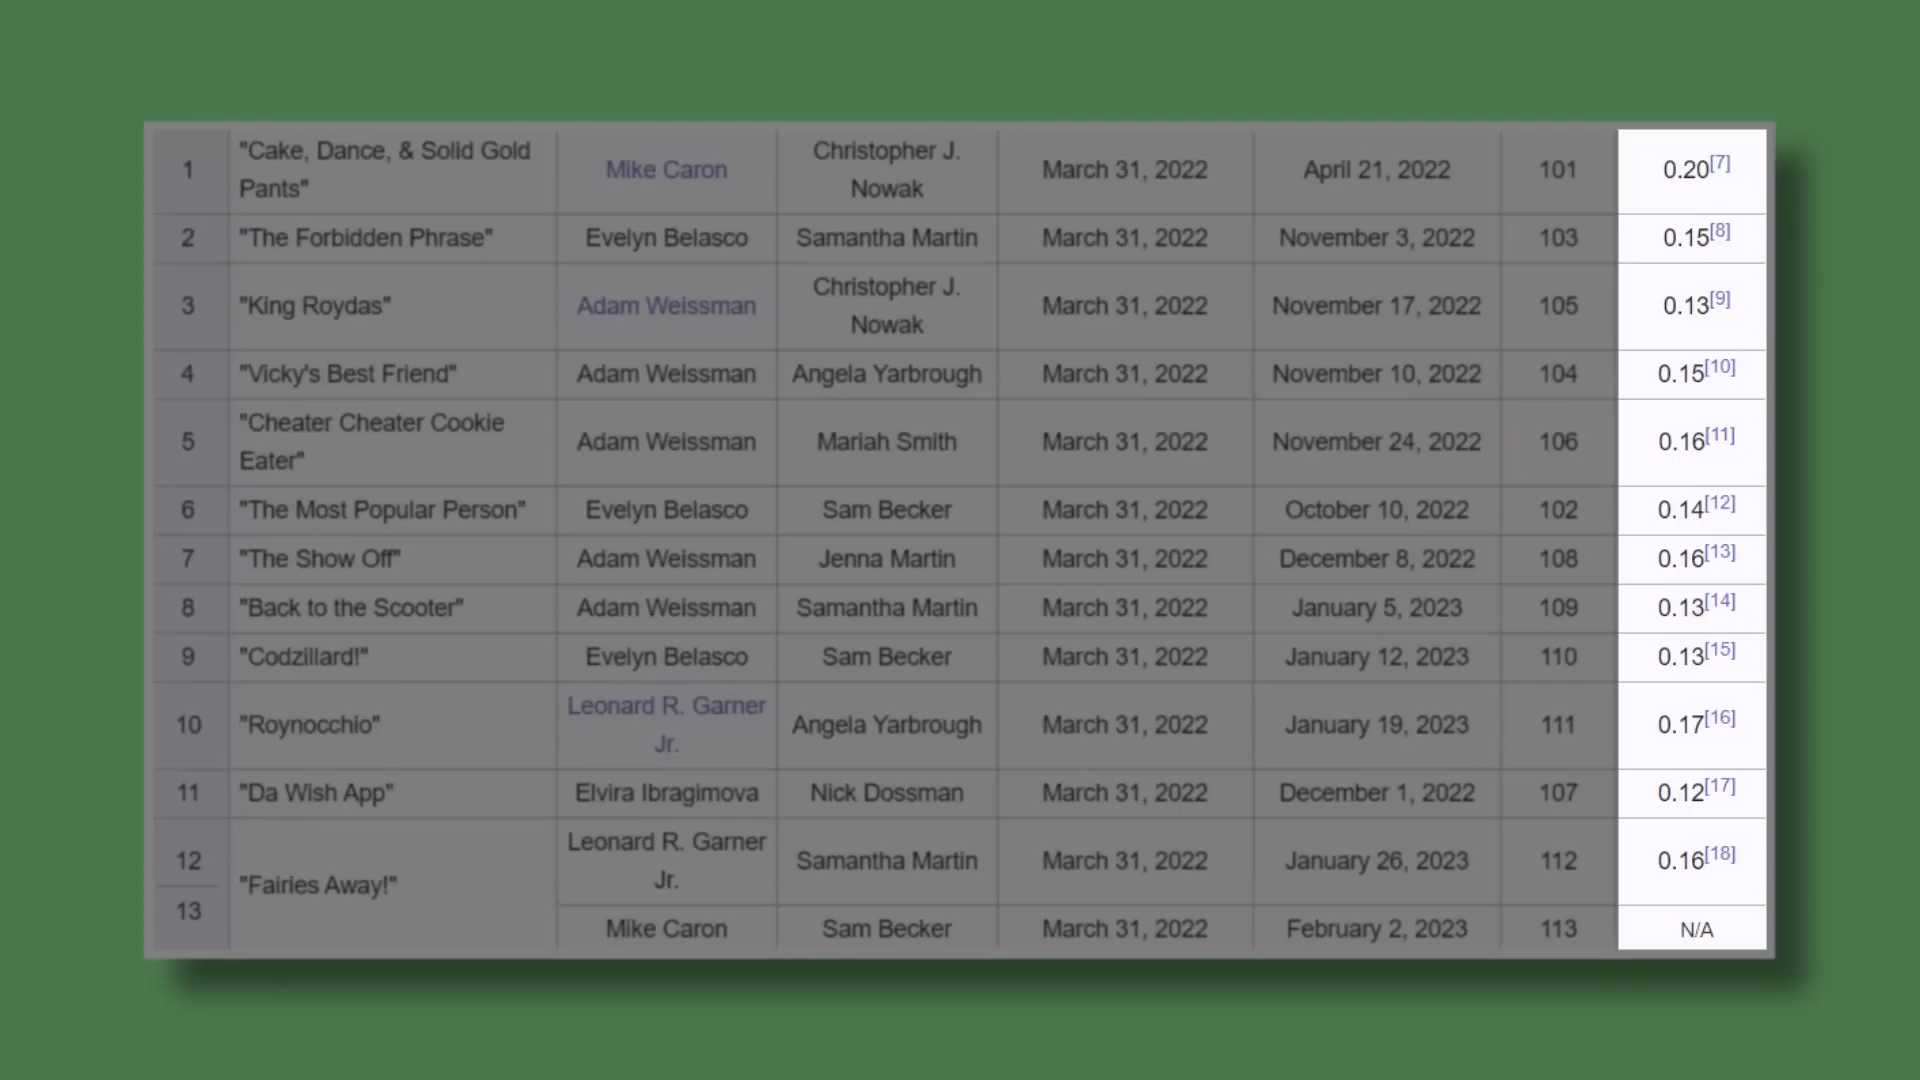 1 "Cake, Dance, & Solid Gold Pants" Mike Caron Christopher J. Nowak March 31, 2022 April 21, 2022 101 0.20[7]
2 "The Forbidden Phrase" Evelyn Belasco Samantha Martin March 31, 2022 November 3, 2022 103 0.15[8]
3 "King Roydas" Adam Weissman Christopher J. Nowak March 31, 2022 November 17, 2022 105 0.13[9]
4 "Vicky's Best Friend" Adam Weissman Angela Yarbrough March 31, 2022 November 10, 2022 104 0.15[10]
5 "Cheater Cheater Cookie Eater" Adam Weissman Mariah Smith March 31, 2022 November 24, 2022 106 0.16[11]
6 "The Most Popular Person" Evelyn Belasco Sam Becker March 31, 2022 October 10, 2022 102 0.14[12]
7 "The Show Off" Adam Weissman Jenna Martin March 31, 2022 December 8, 2022 108 0.16[13]
8 "Back to the Scooter" Adam Weissman Samantha Martin March 31, 2022 January 5, 2023 109 0.13[14]
9 "Codzillard!" Evelyn Belasco Sam Becker March 31, 2022 January 12, 2023 110 0.13[15]
10 "Roynocchio" Leonard R. Garner Jr. Angela Yarbrough March 31, 2022 January 19, 2023 111 0.17[16]
11 "Da Wish App" Elvira Ibragimova Nick Dossman March 31, 2022 December 1, 2022 107 0.12[17]
12 "Fairies Away!" Leonard R. Garner Jr. Samantha Martin March 31, 2022 January 26, 2023 112 0.16[18]
13 Mike Caron Sam Becker March 31, 2022 February 2, 2023 113 N/A